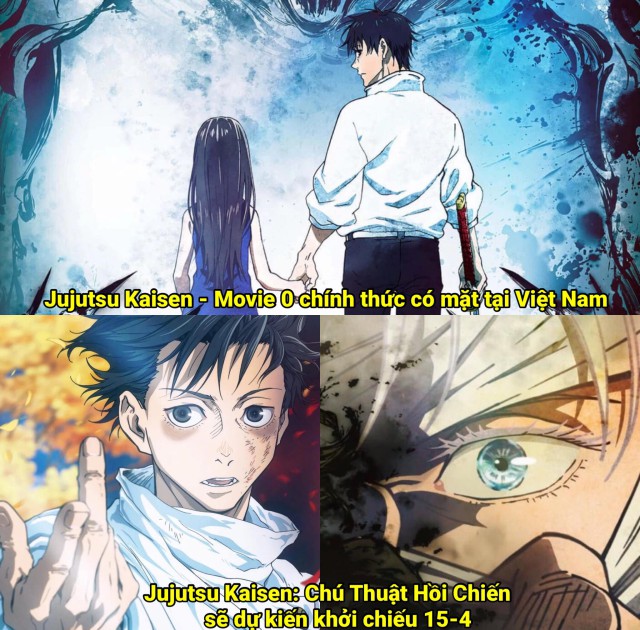 Jujutsu Kaisen - Movie 0 chính thức có mặt tại Việt Nam
Jujutsu Kaisen: Chú Thuật Hồi Chiến
sẽ dự kiến khởi chiếu 15-4